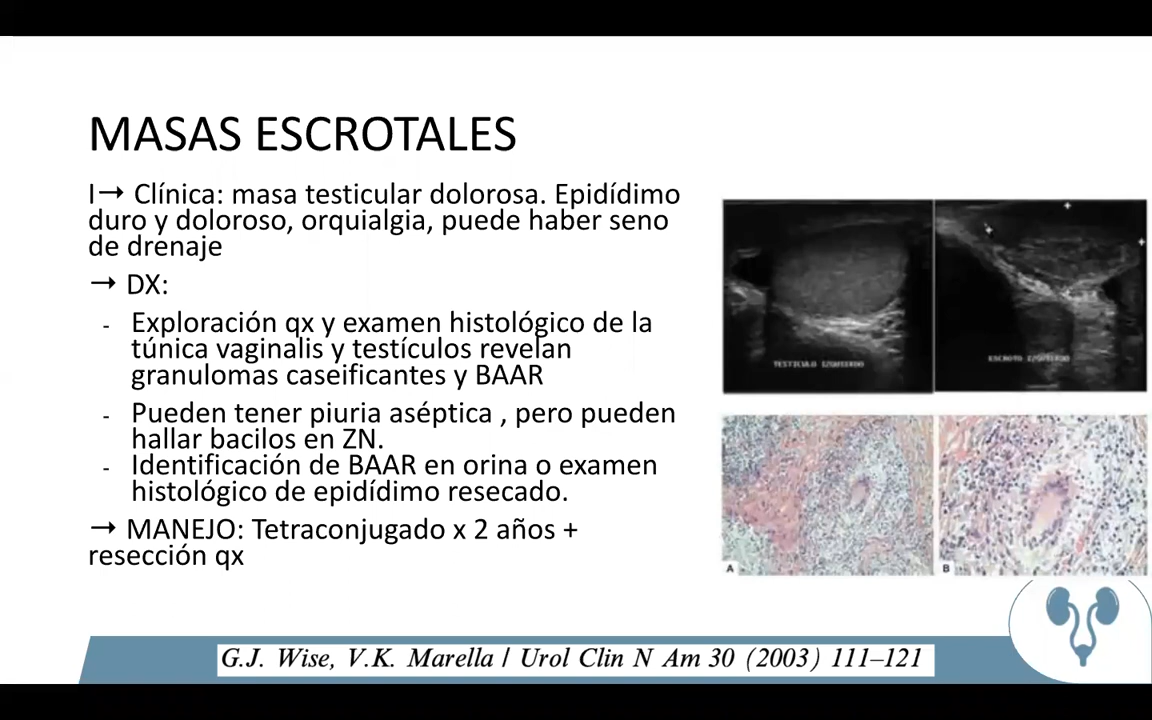 MASAS ESCROTALES
I→ Clínica: masa testicular dolorosa. Epidídimo
duro y doloroso, orquialgia, puede haber seno
de drenaje
→ DX:
- Exploración qx y examen histológico de la
túnica vaginalis y testículos revelan
granulomas caseificantes y BAAR
- Pueden tener piuria aséptica , pero pueden
hallar bacilos en ZN.
- Identificación de BAAR en orina o examen
histológico de epidídimo resecado.
→ MANEJO: Tetraconjugado x 2 años +
resección qx
TESTICULO IZQUIERDO
ESCROTO IZQUIERDO
A
B
G.J. Wise, V.K. Marella / Urol Clin N Am 30 (2003) 111–121